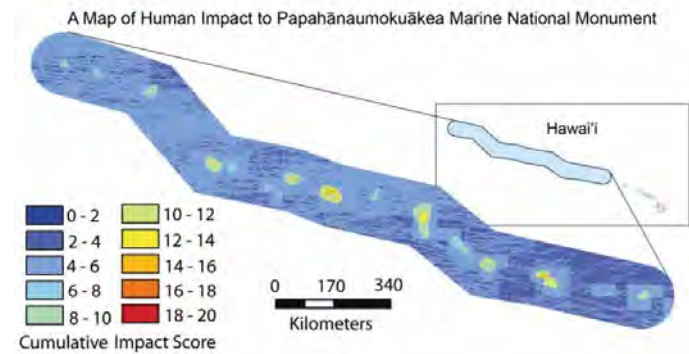 A Map of Human Impact to Papahānaumokuākea Marine National Monument
Hawai'i
0 - 2
2 - 4
4 - 6
6 - 8
8 - 10
10 - 12
12 - 14
14 - 16
16 - 18
18 - 20
Cumulative Impact Score
0 170 340
Kilometers